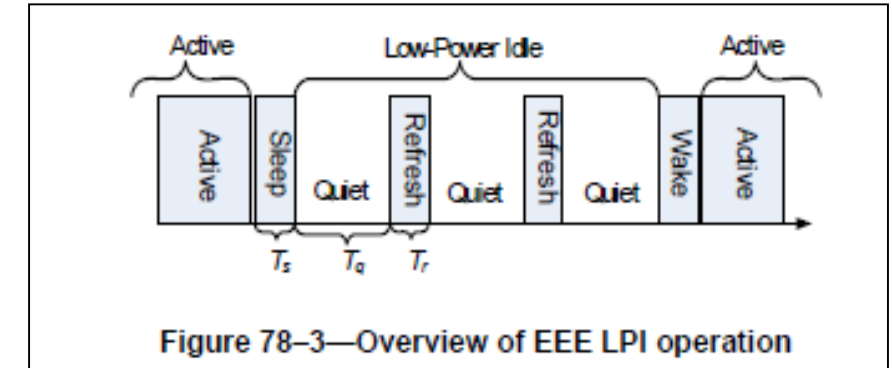 Active Low-Power Idle Active
Active Sleep Quiet Refresh Quiet Refresh Quiet Wake Active
Ts Tq Tr
Figure 78–3—Overview of EEE LPI operation